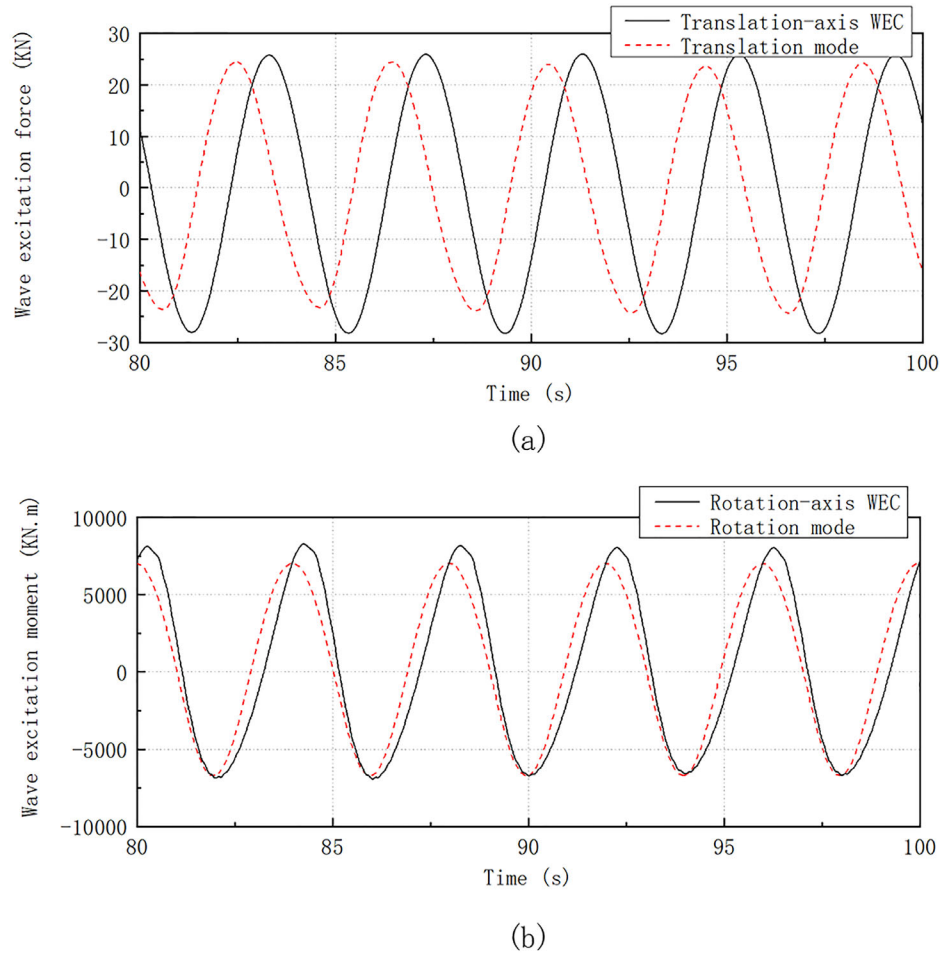 Translation-axis WEC
Translation mode
Wave excitation force (KN)
30
20
10
0
-10
-20
-30
80 85 90 95 100
Time (s)
(a)
Rotation-axis WEC
Rotation mode
Wave excitation moment (KN.m)
10000
5000
0
-5000
-10000
80 85 90 95 100
Time (s)
(b)